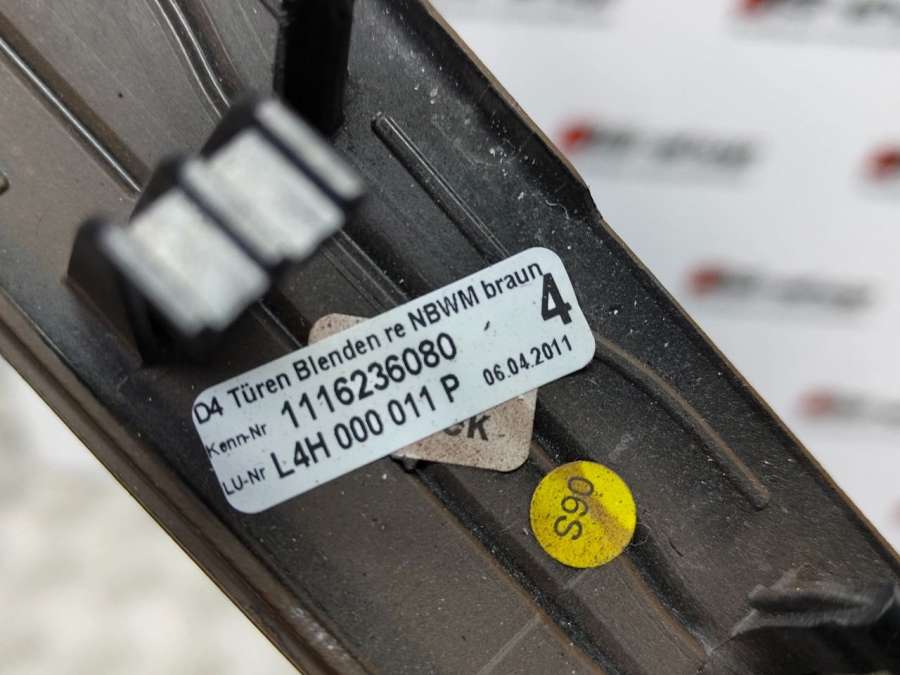 D4 Türen Blenden re NBWM braun
Kenn-Nr 1116236080 4
LU-Nr L4H 000 011 P 06.04.2011
S90